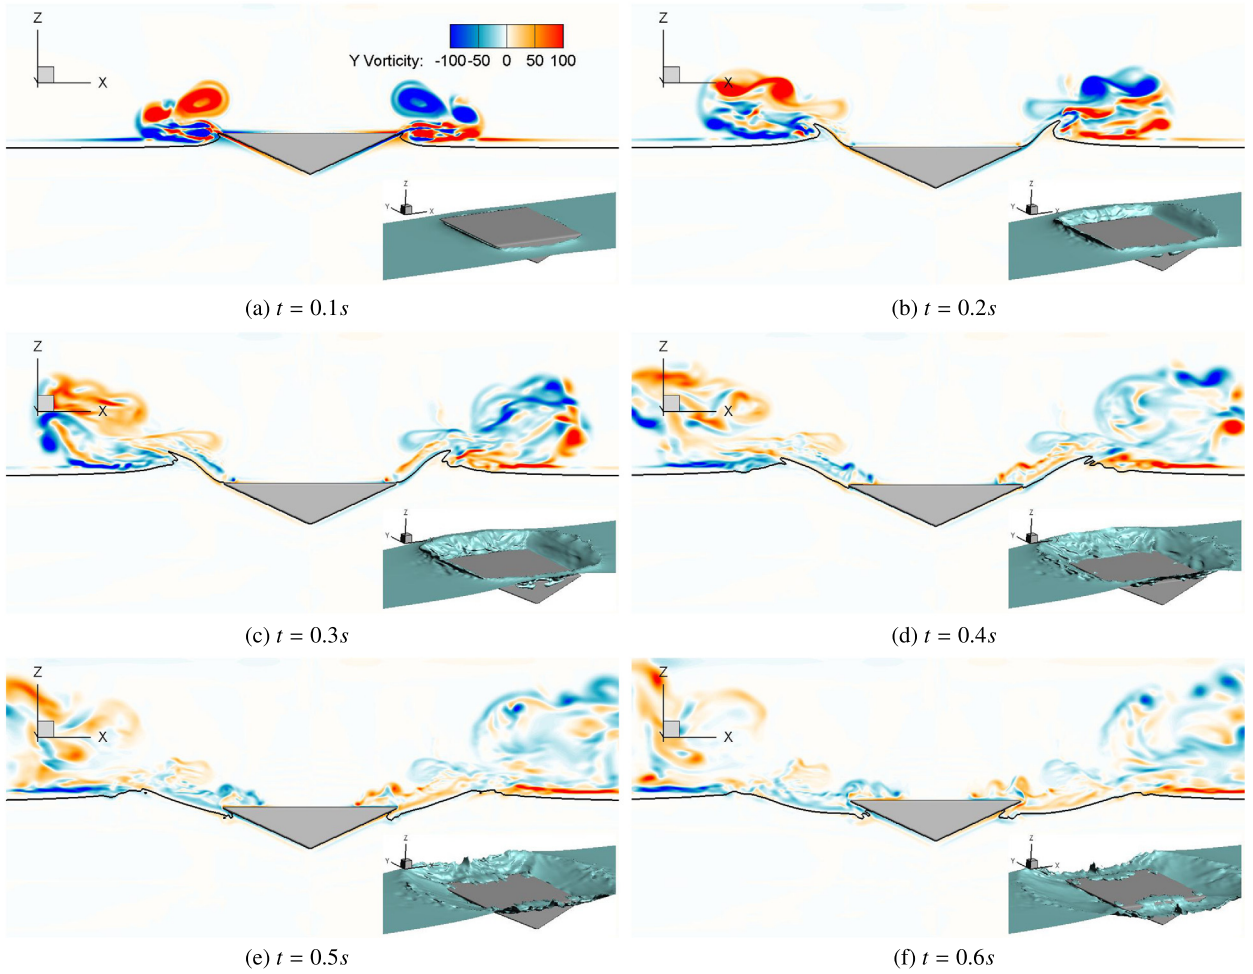 Z
Y X
Y Vorticity: -100 -50 0 50 100
Z
Y X
(a) t = 0.1s
Z
Y X
Z
Y X
(b) t = 0.2s
Z
Y X
Z
Y X
(c) t = 0.3s
Z
Y X
Z
Y X
(d) t = 0.4s
Z
Y X
Z
Y X
(e) t = 0.5s
Z
Y X
Z
Y X
(f) t = 0.6s